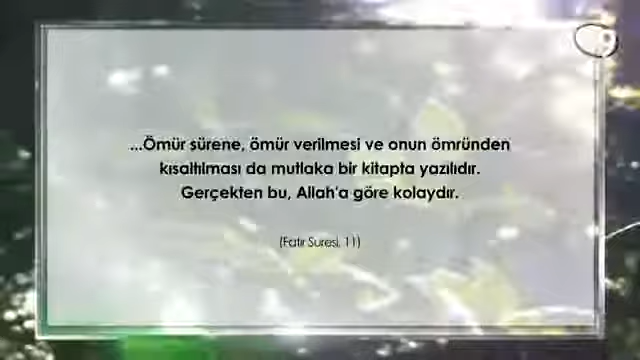 ...Ömür sürene, ömür verilmesi ve onun ömründen
kısaltılması da mutlaka bir kitapta yazılıdır.
Gerçekten bu, Allah'a göre kolaydır.
(Fatır Suresi, 11)